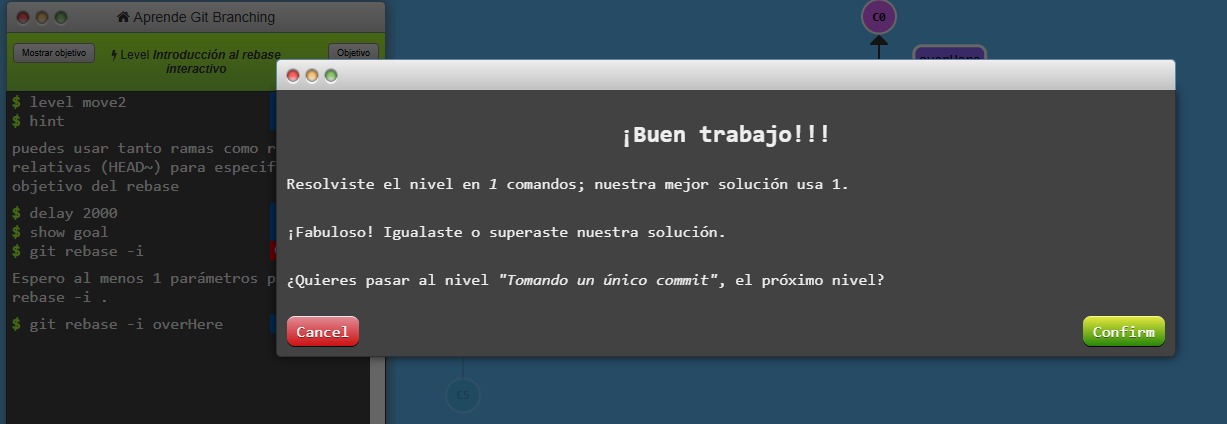 Aprende Git Branching
Mostrar objetivo
Level Introducción al rebase interactivo
Objetivo
$ level move2
$ hint
puedes usar tanto ramas como r
relativas (HEAD~) para especif
objetivo del rebase
$ delay 2000
$ show goal
$ git rebase -i
Espero al menos 1 parámetros p
rebase -i .
$ git rebase -i overHere
C0
overHere
¡Buen trabajo!!!
Resolviste el nivel en 1 comandos; nuestra mejor solución usa 1.
¡Fabuloso! Igualaste o superaste nuestra solución.
¿Quieres pasar al nivel "Tomando un único commit", el próximo nivel?
Cancel
Confirm
C5